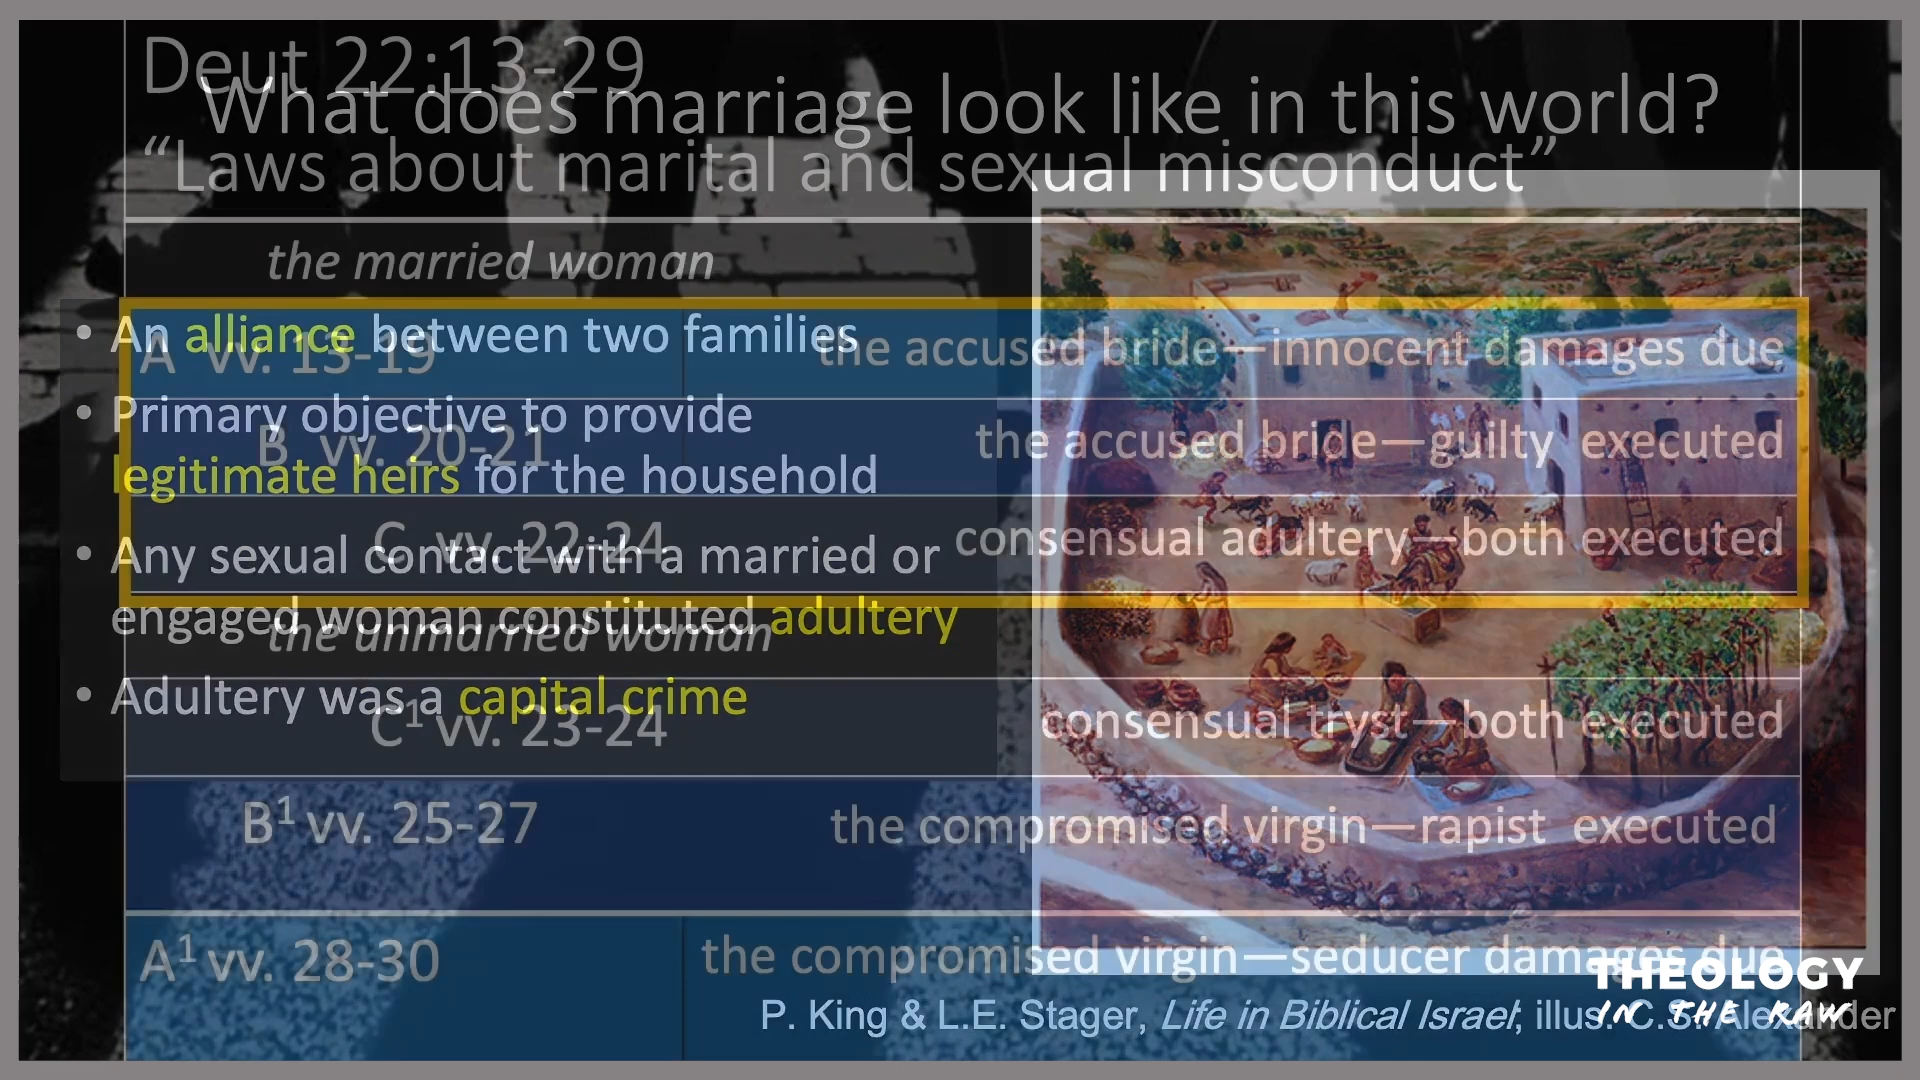 Deut 22:13-29
"Laws about marital and sexual misconduct"
the married woman
A vv. 13-19 the accused bride—innocent damages due
B vv. 20-21 the accused bride—guilty executed
C vv. 22-24 consensual adultery—both executed
the unmarried woman
C¹ vv. 23-24 consensual tryst—both executed
B¹ vv. 25-27 the compromised virgin—rapist executed
A¹ vv. 28-30 the compromised virgin—seducer damages due
What does marriage look like in this world?
• An alliance between two families
• Primary objective to provide
legitimate heirs for the household
• Any sexual contact with a married or
engaged woman constituted adultery
• Adultery was a capital crime
P. King & L.E. Stager, Life in Biblical Israel; illus. C.S. Alexander
THEOLOGY
IN THE RAW